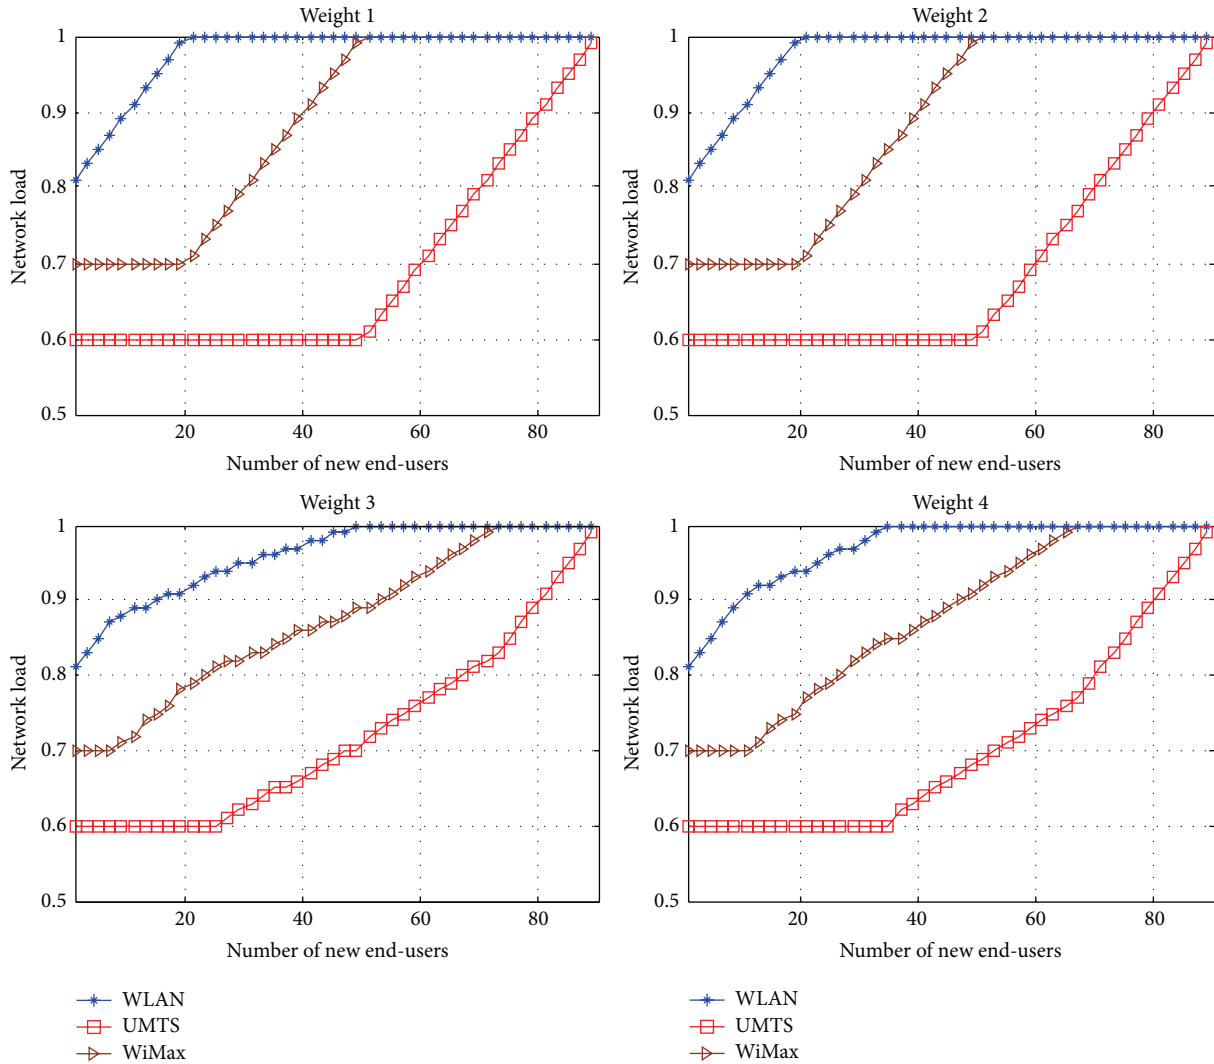 Weight 1
1
0.9
0.8
0.7
0.6
0.5
Network load
20 40 60 80
Number of new end-users
Weight 2
1
0.9
0.8
0.7
0.6
0.5
Network load
20 40 60 80
Number of new end-users
Weight 3
1
0.9
0.8
0.7
0.6
0.5
Network load
20 40 60 80
Number of new end-users
WLAN
UMTS
WiMax
Weight 4
1
0.9
0.8
0.7
0.6
0.5
Network load
20 40 60 80
Number of new end-users
WLAN
UMTS
WiMax